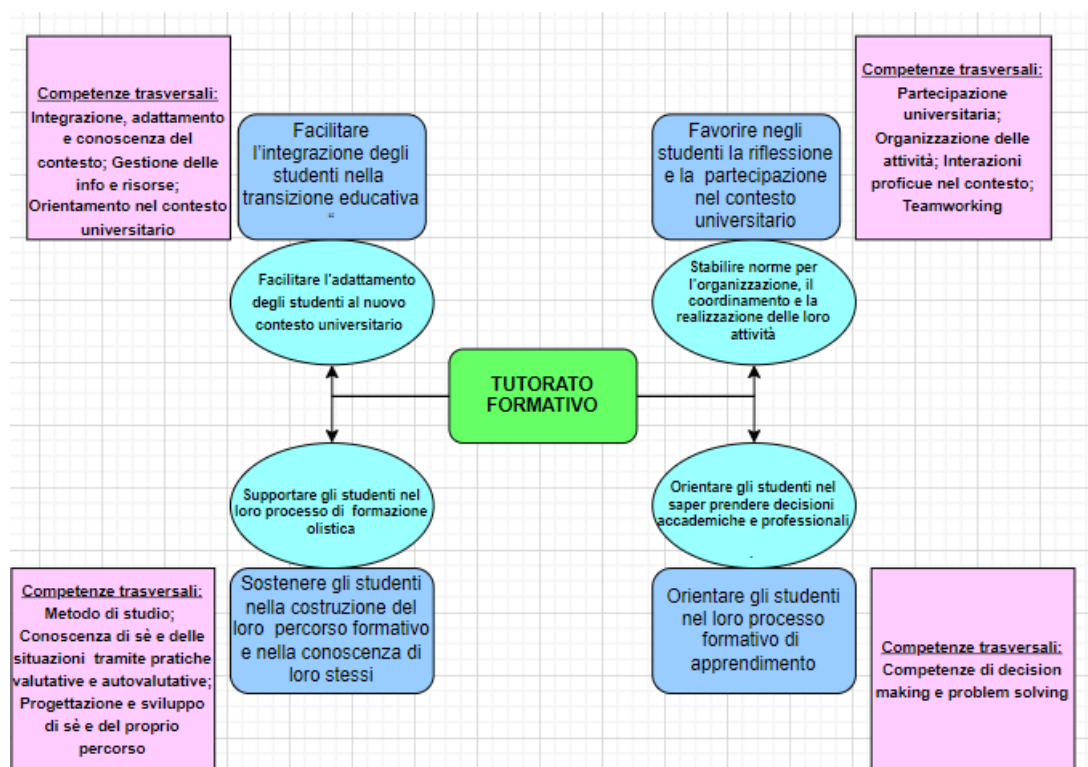 Competenze trasversali:
Integrazione, adattamento
e conoscenza del
contesto; Gestione delle
info e risorse;
Orientamento nel contesto
universitario
Facilitare
l'integrazione degli
studenti nella
transizione educativa
“
Facilitare l'adattamento
degli studenti al nuovo
contesto universitario
Favorire negli
studenti la riflessione
e la partecipazione
nel contesto
universitario
Competenze trasversali:
Partecipazione
universitaria;
Organizzazione delle
attività; Interazioni
proficue nel contesto;
Teamworking
Stabilire norme per
l'organizzazione, il
coordinamento e la
realizzazione delle loro
attività
TUTORATO
FORMATIVO
Supportare gli studenti nel
loro processo di formazione
olistica
Sostenere gli studenti
nella costruzione del
loro percorso formativo
e nella conoscenza di
loro stessi
Competenze trasversali:
Metodo di studio;
Conoscenza di sè e delle
situazioni tramite pratiche
valutative e autovalutative;
Progettazione e sviluppo
di sè e del proprio
percorso
Orientare gli studenti nel
saper prendere decisioni
accademiche e professionali
.
Orientare gli studenti
nel loro processo
formativo di
apprendimento
Competenze trasversali:
Competenze di decision
making e problem solving